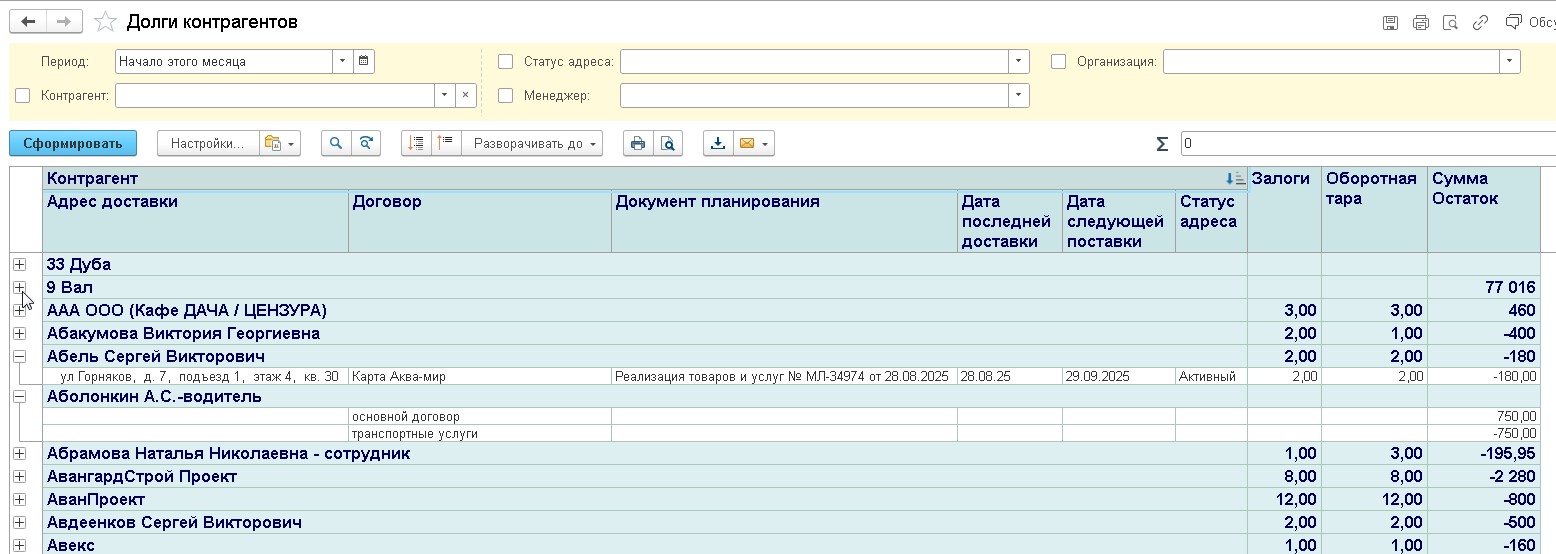 Долги контрагентов
Обсу
Период: Начало этого месяца Статус адреса: Организация:
Контрагент: Менеджер:
Сформировать Настройки... Разворачивать до Σ 0
Контрагент Залоги Оборотная тара Сумма Остаток
Адрес доставки Договор Документ планирования Дата последней доставки Дата следующей поставки Статус адреса
33 Дуба
9 Вал 77 016
ААА ООО (Кафе ДАЧА / ЦЕНЗУРА) 3,00 3,00 460
Абакумова Виктория Георгиевна 2,00 1,00 -400
Абель Сергей Викторович 2,00 2,00 -180
ул Горняков, д. 7, подъезд 1, этаж 4, кв. 30 Карта Аква-мир Реализация товаров и услуг № МЛ-34974 от 28.08.2025 28.08.25 29.09.2025 Активный 2,00 2,00 -180,00
Аболонкин А.С.-водитель
основной договор 750,00
транспортные услуги -750,00
Абрамова Наталья Николаевна - сотрудник 1,00 3,00 -195,95
АвангардСтрой Проект 8,00 8,00 -2 280
АванПроект 12,00 12,00 -800
Авдеенков Сергей Викторович 2,00 2,00 -500
Авекс 1,00 1,00 -160